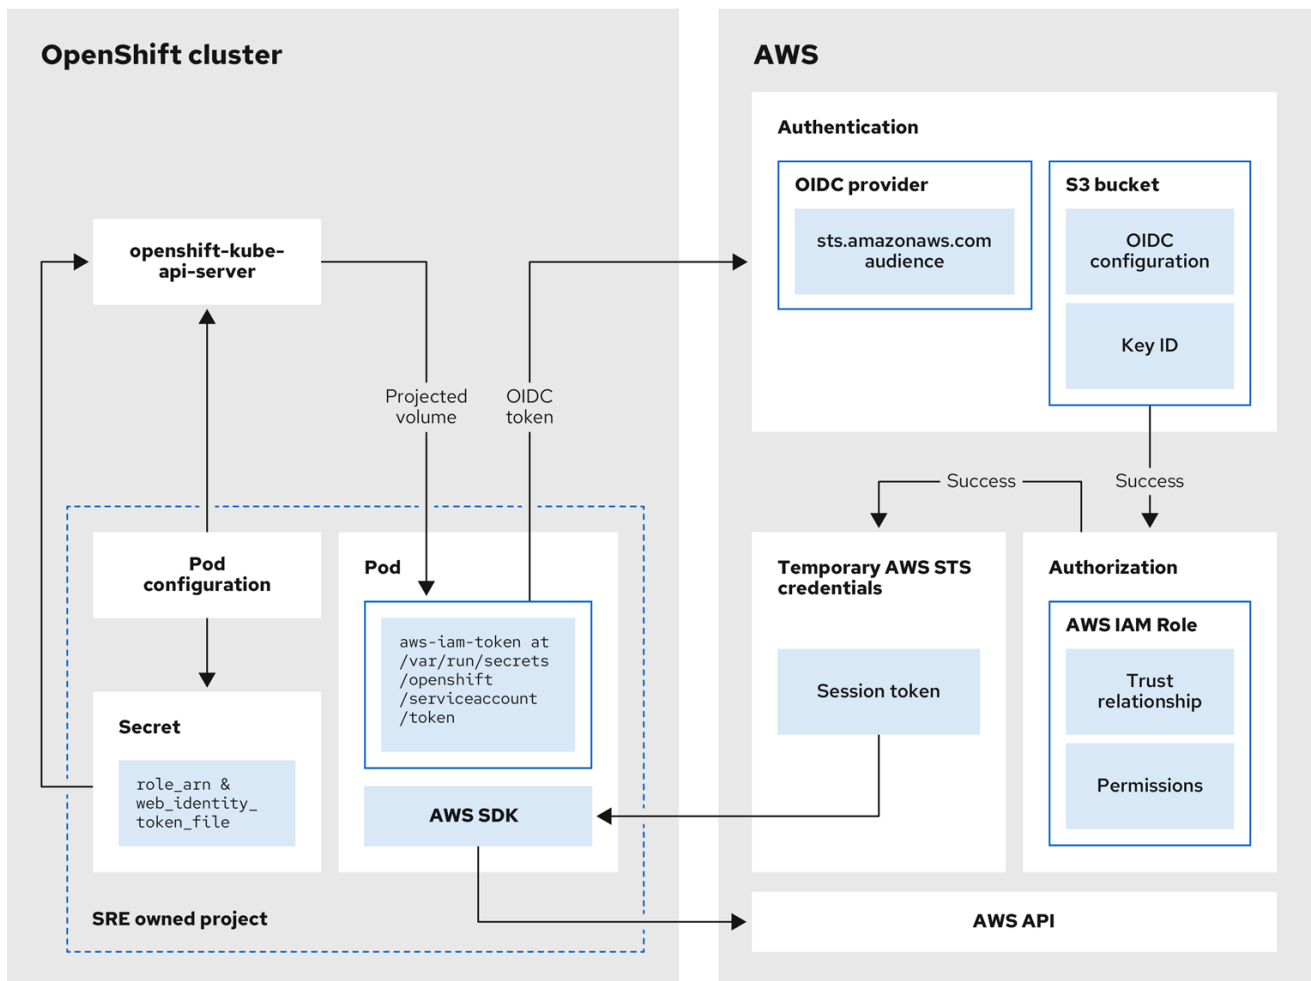 OpenShift cluster
openshift-kube-
api-server
Projected
volume
OIDC
token
Pod
configuration
Secret
role_arn &
web_identity_
token_file
Pod
aws-iam-token at
/var/run/secrets
/openshift
/serviceaccount
/token
AWS SDK
SRE owned project
AWS
Authentication
OIDC provider
sts.amazonaws.com
audience
S3 bucket
OIDC
configuration
Key ID
Success
Success
Temporary AWS STS
credentials
Session token
Authorization
AWS IAM Role
Trust
relationship
Permissions
AWS API